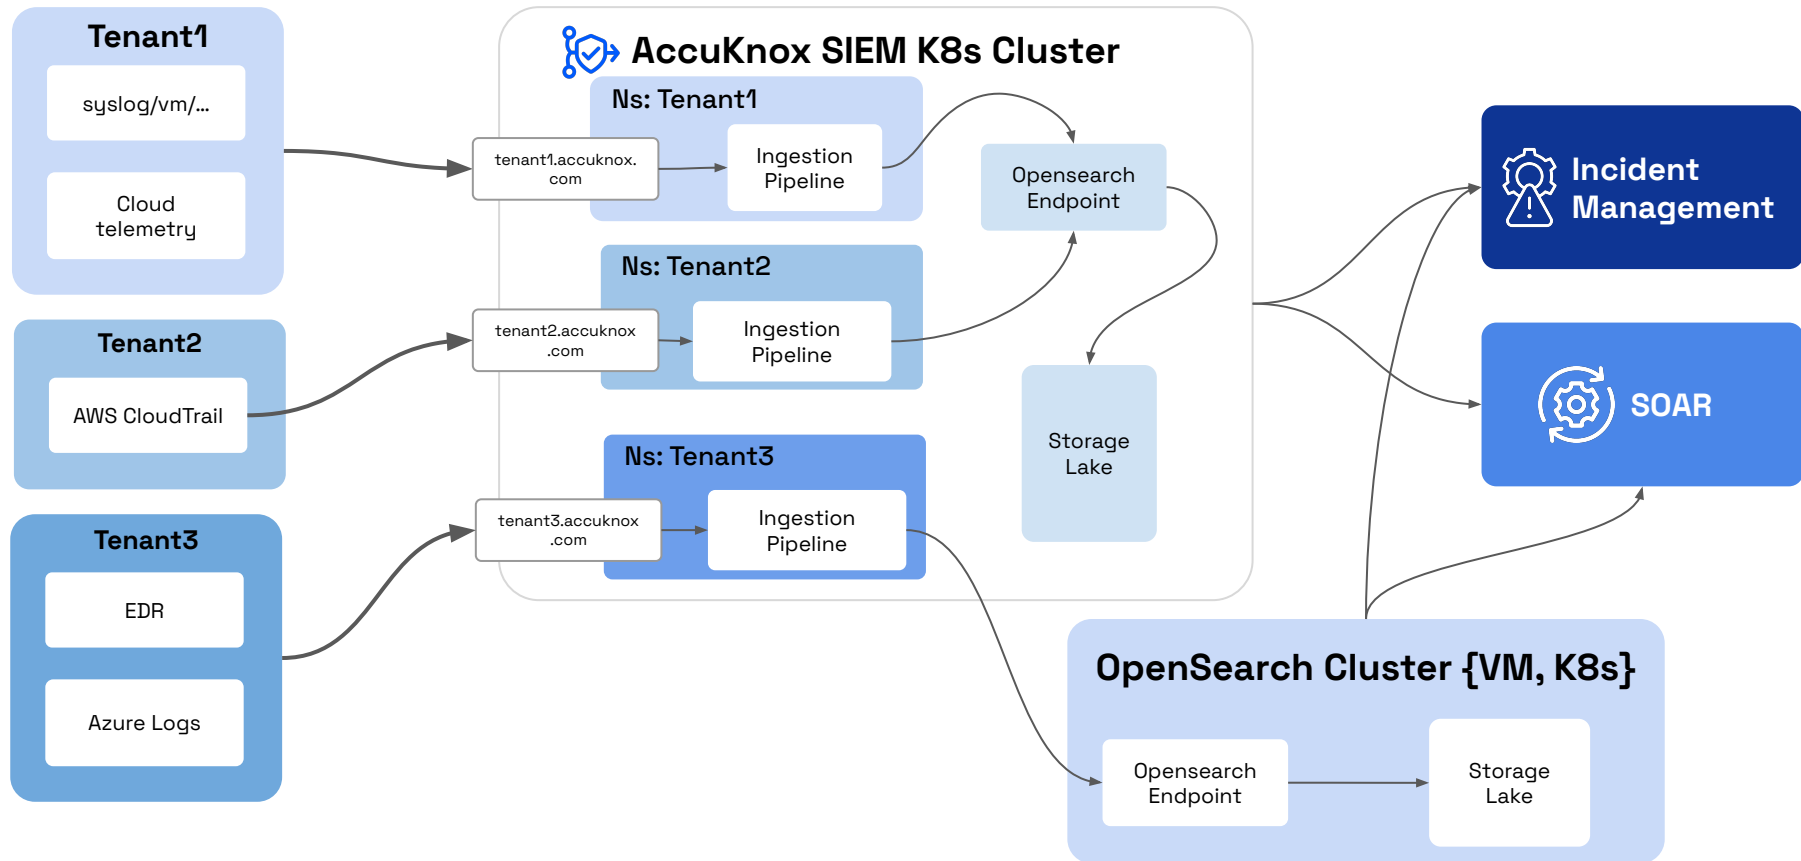 Tenant1
syslog/vm/...
Cloud
telemetry
Tenant2
AWS CloudTrail
Tenant3
EDR
Azure Logs
AccuKnox SIEM K8s Cluster
Ns: Tenant1
tenant1.accuknox.
com
Ingestion
Pipeline
Ns: Tenant2
tenant2.accuknox
.com
Ingestion
Pipeline
Ns: Tenant3
tenant3.accuknox
.com
Ingestion
Pipeline
Opensearch
Endpoint
Storage
Lake
Incident
Management
SOAR
OpenSearch Cluster {VM, K8s}
Opensearch
Endpoint
Storage
Lake